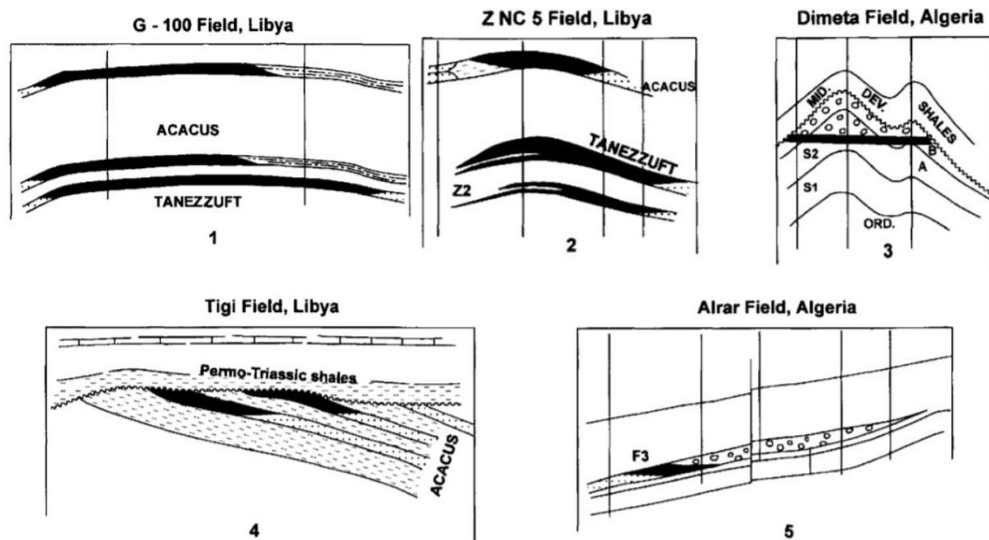 G - 100 Field, Libya
ACACUS
TANEZZUFT
1
Z NC 5 Field, Libya
ACACUS
TANEZZUFT
Z2
2
Dimeta Field, Algeria
MID. DEV. SHALES
B
S2
A
S1
ORD.
3
Tigi Field, Libya
Permo-Triassic shales
ACACUS
4
Alrar Field, Algeria
F3
5